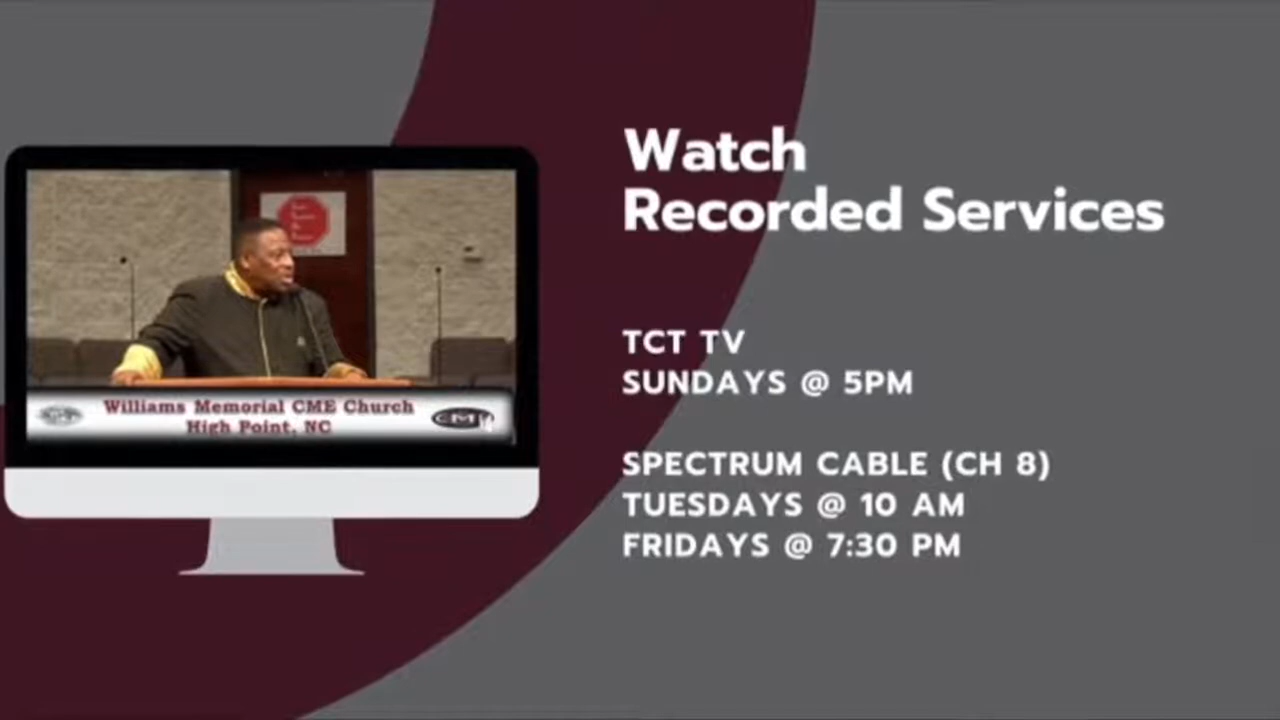 Watch
Recorded Services
TCT TV
SUNDAYS @ 5PM
SPECTRUM CABLE (CH 8)
TUESDAYS @ 10 AM
FRIDAYS @ 7:30 PM
Williams Memorial CME Church
High Point, NC
CME